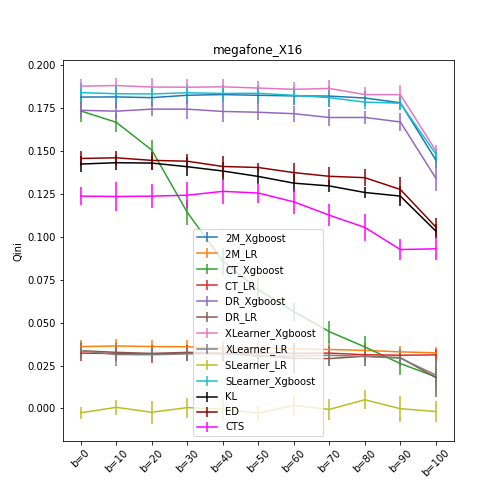 megafone_X16
0.200
0.175
0.150
0.125
0.100
0.075
0.050
0.025
0.000
Qini
2M_Xgboost
2M_LR
CT_Xgboost
CT_LR
DR_Xgboost
DR_LR
XLearner_Xgboost
XLearner_LR
SLearner_LR
SLearner_Xgboost
KL
ED
CTS
b=0
b=10
b=20
b=30
b=40
b=50
b=60
b=70
b=80
b=90
b=100